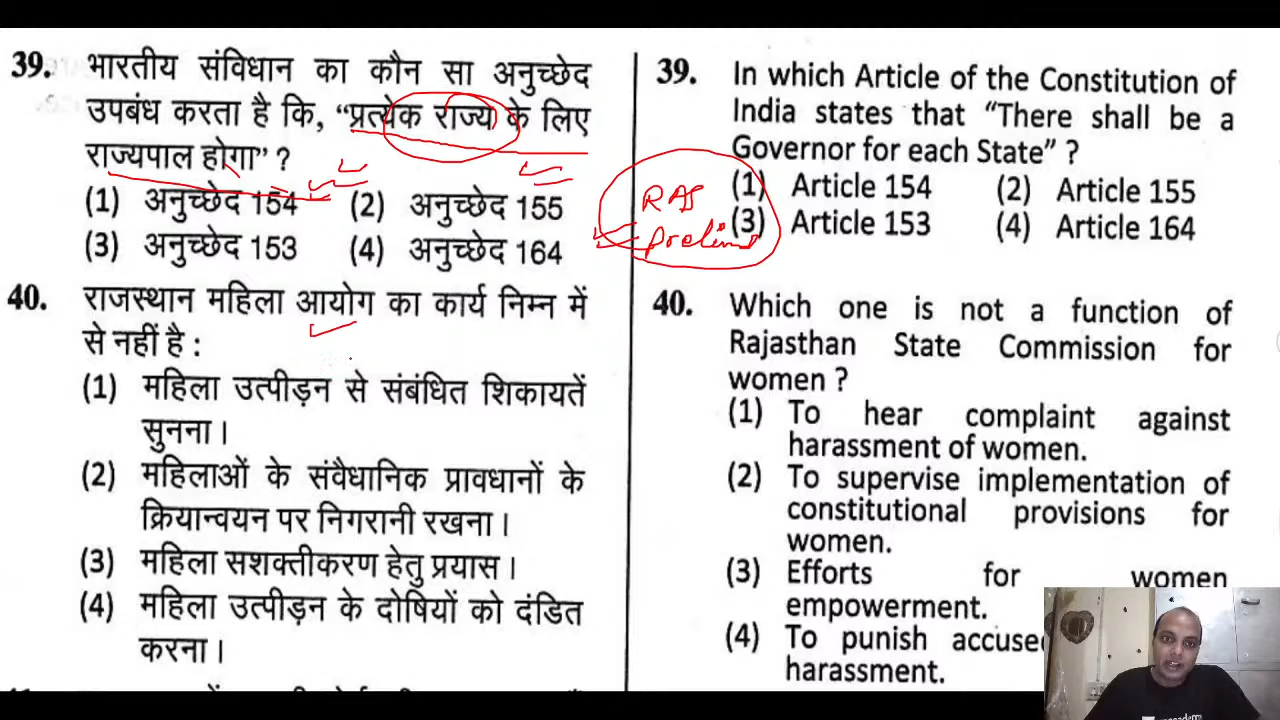 39. भारतीय संविधान का कौन सा अनुच्छेद
उपबंध करता है कि, “प्रत्येक राज्य के लिए
राज्यपाल होगा” ?
(1) अनुच्छेद 154 (2) अनुच्छेद 155
(3) अनुच्छेद 153 (4) अनुच्छेद 164
40. राजस्थान महिला आयोग का कार्य निम्न में
से नहीं है :
(1) महिला उत्पीड़न से संबंधित शिकायतें
सुनना।
(2) महिलाओं के संवैधानिक प्रावधानों के
क्रियान्वयन पर निगरानी रखना।
(3) महिला सशक्तीकरण हेतु प्रयास।
(4) महिला उत्पीड़न के दोषियों को दंडित
करना।
39. In which Article of the Constitution of
India states that “There shall be a
Governor for each State” ?
(1) Article 154 (2) Article 155
(3) Article 153 (4) Article 164
RAS
prelims
40. Which one is not a function of
Rajasthan State Commission for
women ?
(1) To hear complaint against
harassment of women.
(2) To supervise implementation of
constitutional provisions for
women.
(3) Efforts for women
empowerment.
(4) To punish
harassment.